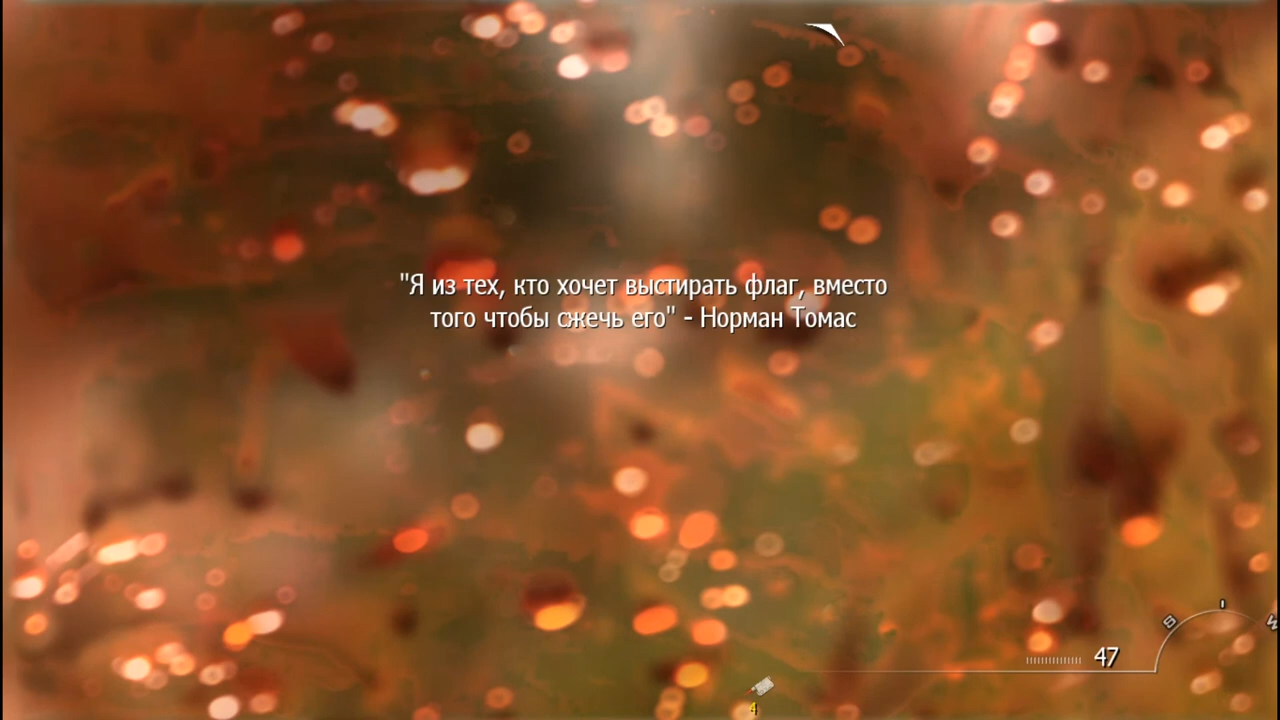 "Я из тех, кто хочет выстирать флаг, вместо
того чтобы сжечь его" - Норман Томас
S
W
47
4